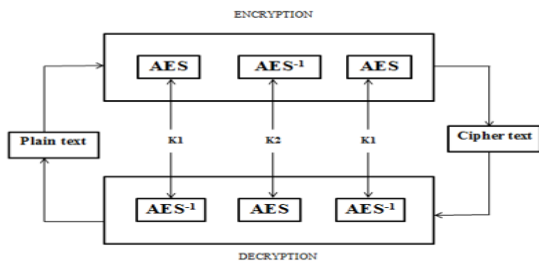 ENCRYPTION
AES AES-1 AES
Plain text K1 K2 K1 Cipher text
AES-1 AES AES-1
DECRYPTION